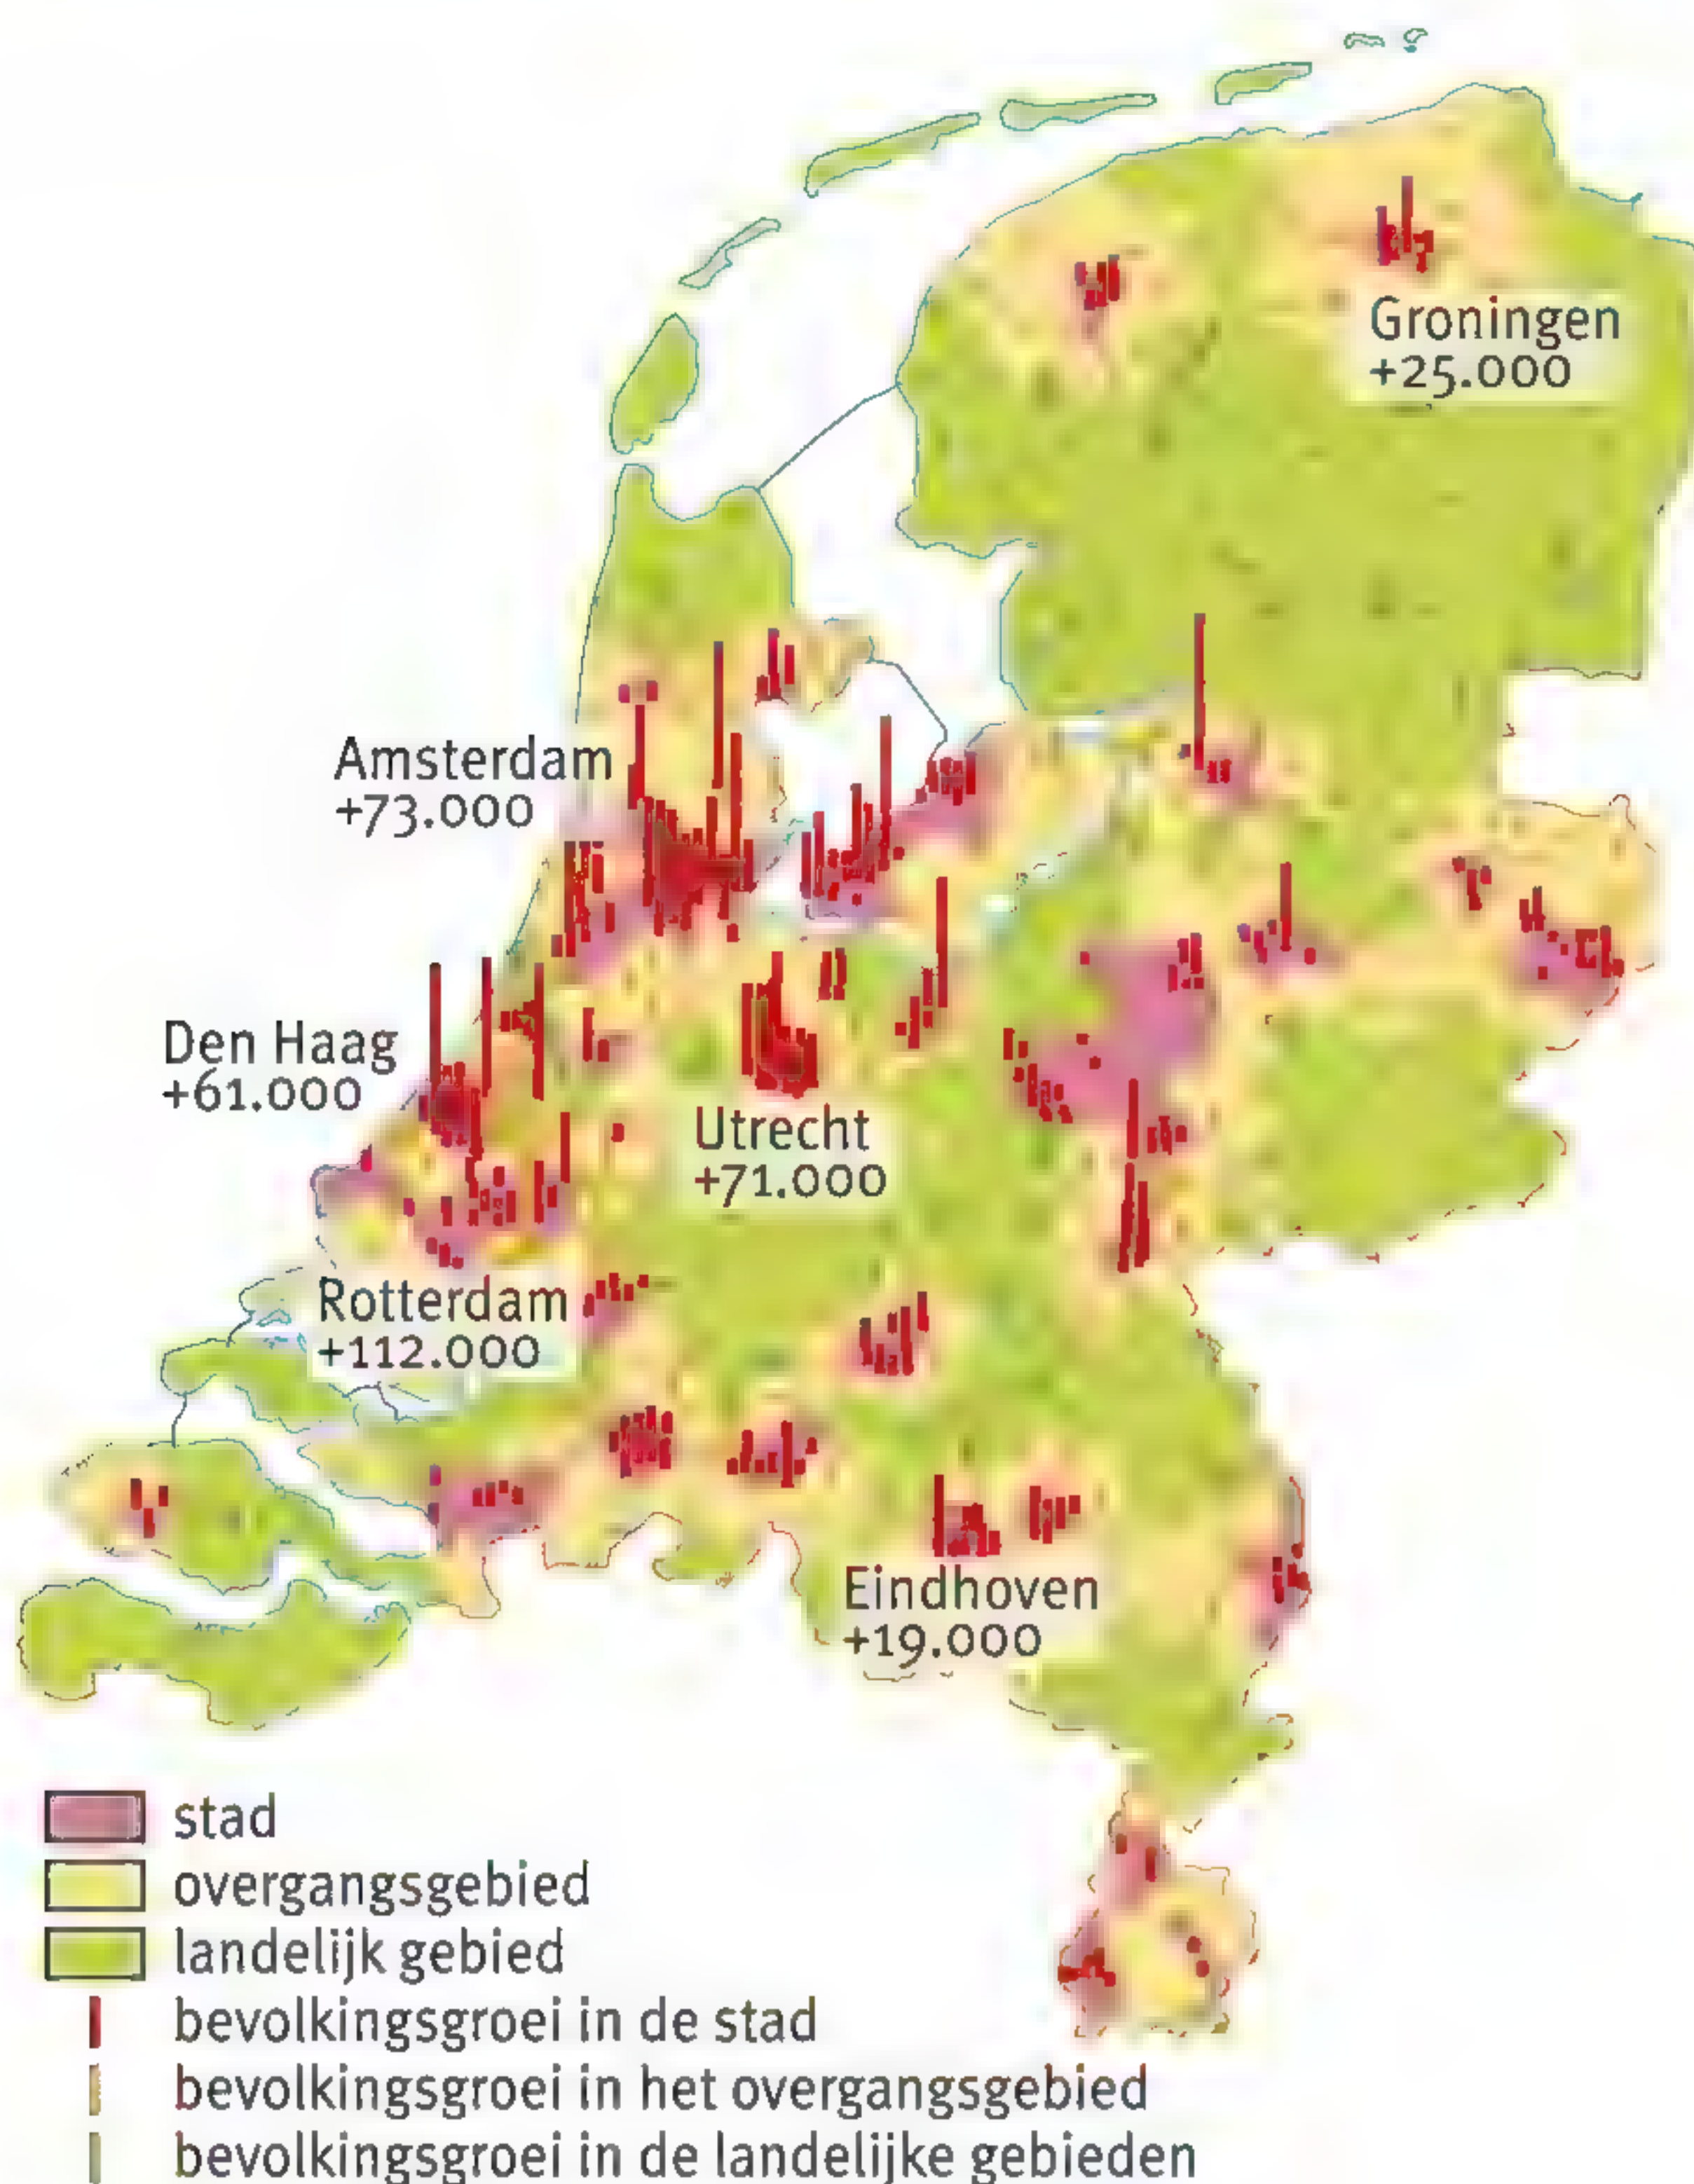 Groningen
+25.000
Amsterdam
+73.000
Den Haag
+61.000
Utrecht
+71.000
Rotterdam
+112.000
Eindhoven
+19.000
stad
overgangsgebied
landelijk gebied
bevolkingsgroei in de stad
bevolkingsgroei in het overgangsgebied
bevolkingsgroei in de landelijke gebieden